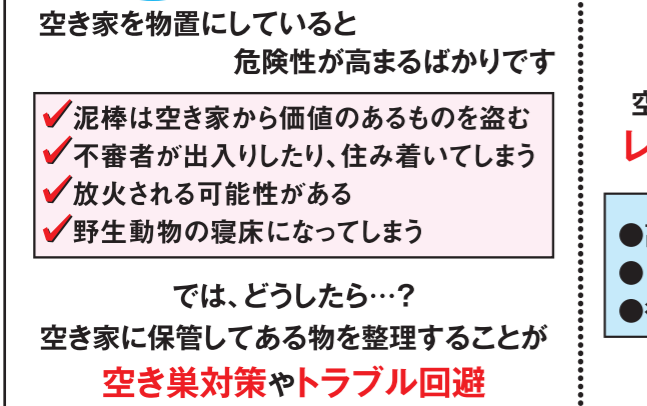 空き家を物置にしていると
危険性が高まるばかりです
✓泥棒は空き家から価値のあるものを盗む
✓不審者が出入りしたり、住み着いてしまう
✓放火される可能性がある
✓野生動物の寝床になってしまう
では、どうしたら…?
空き家に保管してある物を整理することが
空き巣対策やトラブル回避